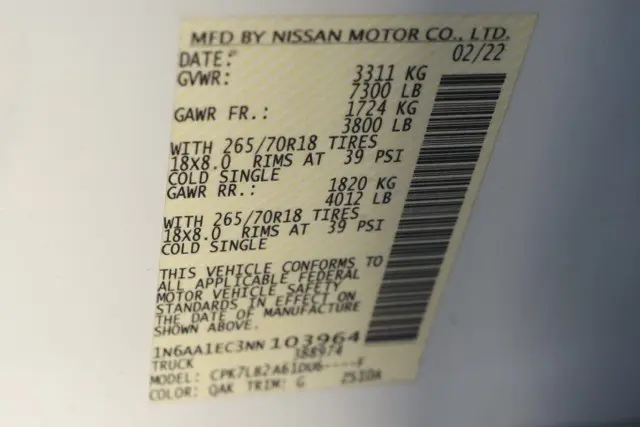 MFD BY NISSAN MOTOR CO., LTD.
DATE: 02/22
GVWR: 3311 KG
7300 LB
GAWR FR.: 1724 KG
3800 LB
WITH 265/70R18 TIRES
18X8.0 RIMS AT 39 PSI
COLD SINGLE
GAWR RR.: 1820 KG
4012 LB
WITH 265/70R18 TIRES
18X8.0 RIMS AT 39 PSI
COLD SINGLE
THIS VEHICLE CONFORMS TO
ALL APPLICABLE FEDERAL
MOTOR VEHICLE SAFETY
STANDARDS IN EFFECT ON
THE DATE OF MANUFACTURE
SHOWN ABOVE.
1N6AA1EC3NN103964
TRUCK 388974
MODEL:
COLOR: QAK TRIM: G